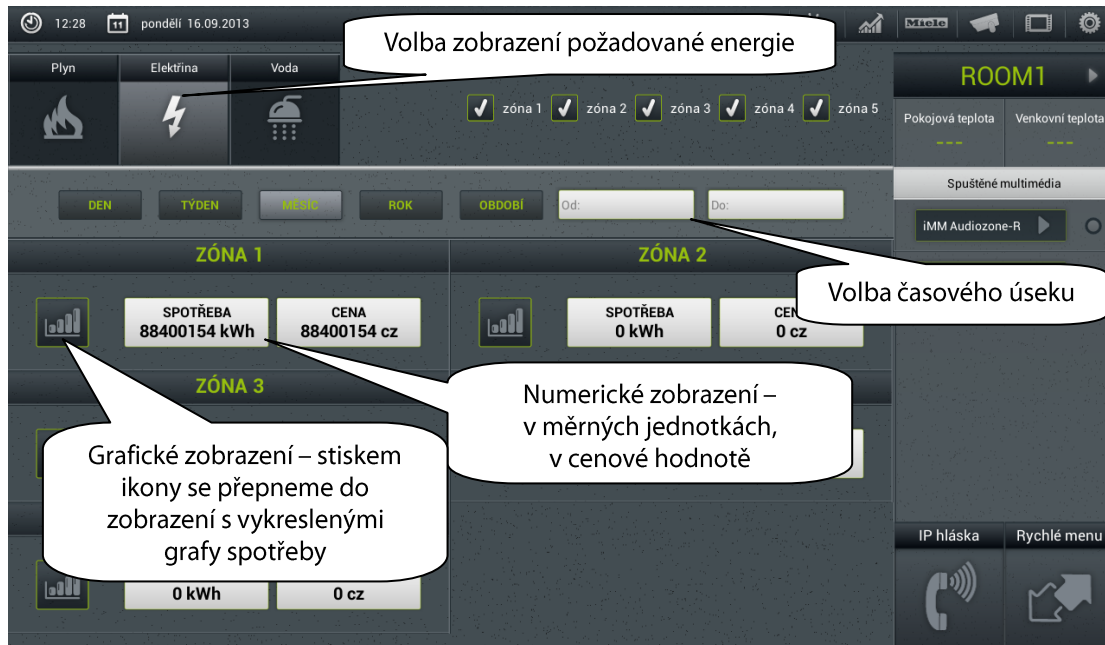 12:28 11 pondělí 16.09.2013
Miele
Volba zobrazení požadované energie
Plyn Elektřina Voda
ROOM1
zóna 1 zóna 2 zóna 3 zóna 4 zóna 5
Pokojová teplota Venkovní teplota
--- ---
Spuštěné multimédia
DEN TÝDEN MĚSÍC ROK OBDOBÍ Od: Do:
iMM Audiozone-R
ZÓNA 1 ZÓNA 2
Volba časového úseku
SPOTŘEBA CENA SPOTŘEBA
88400154 kWh 88400154 cz 0 kWh 0 cz
ZÓNA 3
Numerické zobrazení –
v měrných jednotkách,
v cenové hodnotě
Grafické zobrazení – stiskem
ikony se přepneme do
zobrazení s vykreslenými
grafy spotřeby
0 kWh 0 cz
IP hláska Rychlé menu